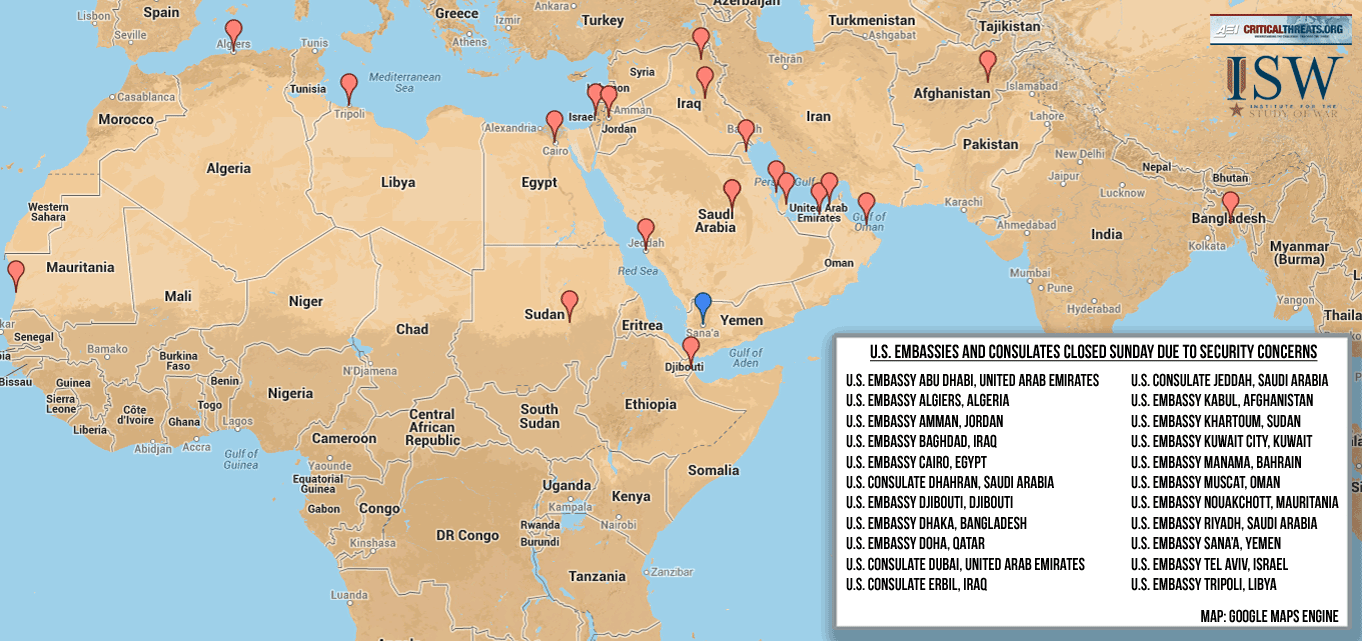 Lisbon
Spain
Seville
Greece
Izmir
Athens
Ankara
Turkey
Azerbaijan
Turkmenistan
Ashgabat
Tajikistan
AEI CRITICALTHREATS.ORG
ISW
INSTITUTE FOR THE
STUDY OF WAR
Algiers
Tunis
Tunisia
Mediterranean
Sea
Tripoli
Casablanca
Morocco
Syria
Israel
Amman
Jordan
Iraq
Tehrān
Iran
Afghanistan
Islamabad
Lahore
Pakistan
New Delhi
Jaipur
Nepal
Lucknow
Bhutan
Alexandria
Cairo
Algeria
Libya
Egypt
Gulf
United Arab
Emirates
Gulf of
Oman
Karachi
Ahmedabad
India
Bangladesh
Kolkata
Myanmar
(Burma)
Western
Sahara
Saudi
Arabia
Jeddah
Red Sea
Oman
Mumbai
Pune
Hyderabad
Yangon
Mauritania
Mali
Niger
Chad
Sudan
Eritrea
Sana'a
Yemen
Gulf of
Aden
Djibouti
Senegal
Bamako
Burkina
Faso
Bissau
Guinea
Sierra
Leone
Liberia
Côte
d'Ivoire
Ghana
Togo
Benin
Nigeria
Lagos
Abidjan
Accra
Gulf of
Guinea
N'Djamena
Cameroon
Yaounde
Equatorial
Guinea
Gabon
Congo
Central
African
Republic
South
Sudan
Ethiopia
Somalia
Uganda
Kampala
Kenya
Nairobi
Rwanda
Burundi
DR Congo
Kinshasa
Tanzania
Zanzibar
Luanda
U.S. EMBASSIES AND CONSULATES CLOSED SUNDAY DUE TO SECURITY CONCERNS
U.S. EMBASSY ABU DHABI, UNITED ARAB EMIRATES
U.S. EMBASSY ALGIERS, ALGERIA
U.S. EMBASSY AMMAN, JORDAN
U.S. EMBASSY BAGHDAD, IRAQ
U.S. EMBASSY CAIRO, EGYPT
U.S. CONSULATE DHAHRAN, SAUDI ARABIA
U.S. EMBASSY DJIBOUTI, DJIBOUTI
U.S. EMBASSY DHAKA, BANGLADESH
U.S. EMBASSY DOHA, QATAR
U.S. CONSULATE DUBAI, UNITED ARAB EMIRATES
U.S. CONSULATE ERBIL, IRAQ
U.S. CONSULATE JEDDAH, SAUDI ARABIA
U.S. EMBASSY KABUL, AFGHANISTAN
U.S. EMBASSY KHARTOUM, SUDAN
U.S. EMBASSY KUWAIT CITY, KUWAIT
U.S. EMBASSY MANAMA, BAHRAIN
U.S. EMBASSY MUSCAT, OMAN
U.S. EMBASSY NOUAKCHOTT, MAURITANIA
U.S. EMBASSY RIYADH, SAUDI ARABIA
U.S. EMBASSY SANA'A, YEMEN
U.S. EMBASSY TEL AVIV, ISRAEL
U.S. EMBASSY TRIPOLI, LIBYA
MAP: GOOGLE MAPS ENGINE